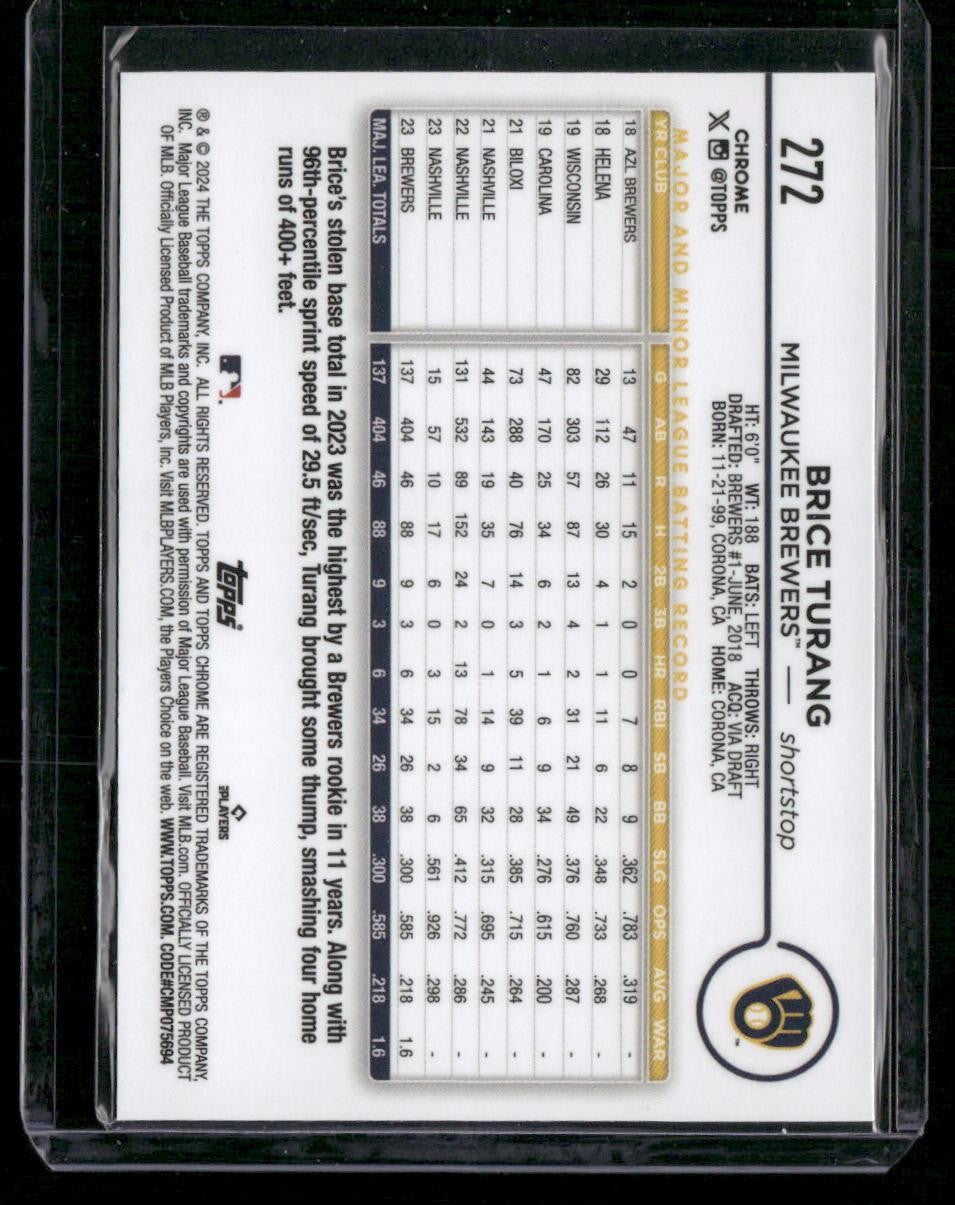 272
BRICE TURANG
MILWAUKEE BREWERS™ — shortstop
CHROME
@TOPPS
HT: 6'0" WT: 188 BATS: LEFT THROWS: RIGHT
DRAFTED: BREWERS #1-JUNE, 2018 ACQ: VIA DRAFT
BORN: 11-21-99, CORONA, CA HOME: CORONA, CA
MAJOR AND MINOR LEAGUE BATTING RECORD
YR CLUB G AB R H 2B 3B HR RBI SB BB SLG OPS AVG WAR
18 AZL BREWERS 13 47 11 15 2 0 0 7 8 9 .362 .783 .319 -
18 HELENA 29 112 26 30 4 1 1 11 6 22 .348 .733 .268 -
19 WISCONSIN 82 303 57 87 13 4 2 31 21 49 .376 .760 .287 -
19 CAROLINA 47 170 25 34 6 2 1 6 9 34 .276 .615 .200 -
21 BILOXI 73 288 40 76 14 3 5 39 11 28 .385 .715 .264 -
21 NASHVILLE 44 143 19 35 7 0 1 14 9 32 .315 .695 .245 -
22 NASHVILLE 131 532 89 152 24 2 13 78 34 65 .412 .772 .286 -
23 NASHVILLE 15 57 10 17 6 0 3 15 2 6 .561 .926 .298 -
23 BREWERS 137 404 46 88 9 3 6 34 26 38 .300 .585 .218 1.6
MAJ. LEA. TOTALS 137 404 46 88 9 3 6 34 26 38 .300 .585 .218 1.6
Brice's stolen base total in 2023 was the highest by a Brewers rookie in 11 years. Along with
96th-percentile sprint speed of 29.5 ft/sec, Turang brought some thump, smashing four home
runs of 400+ feet.
topps
PLAYERS
® & © 2024 THE TOPPS COMPANY, INC. ALL RIGHTS RESERVED. TOPPS AND TOPPS CHROME ARE REGISTERED TRADEMARKS OF THE TOPPS COMPANY,
INC. Major League Baseball trademarks and copyrights are used with permission of Major League Baseball. Visit MLB.com. OFFICIALLY LICENSED PRODUCT
OF MLB. Officially Licensed Product of MLB Players, Inc. Visit MLBPLAYERS.COM, the Players Choice on the web. WWW.TOPPS.COM. CODE#CMP075694